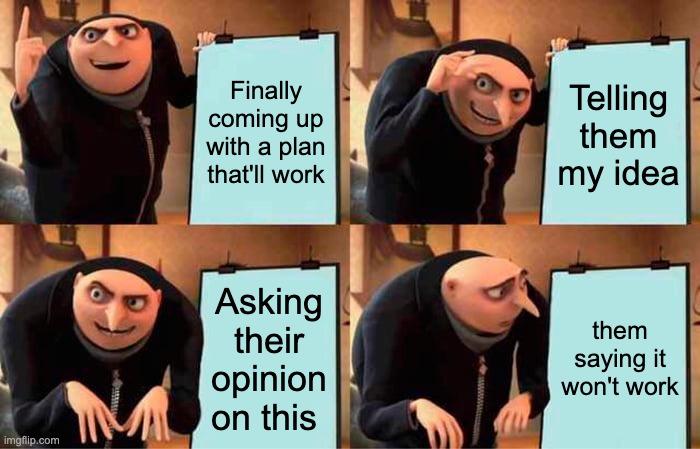 Finally
coming up
with a plan
that'll work
Telling
them
my idea
Asking
their
opinion
on this
them
saying it
won't work
imgflip.com